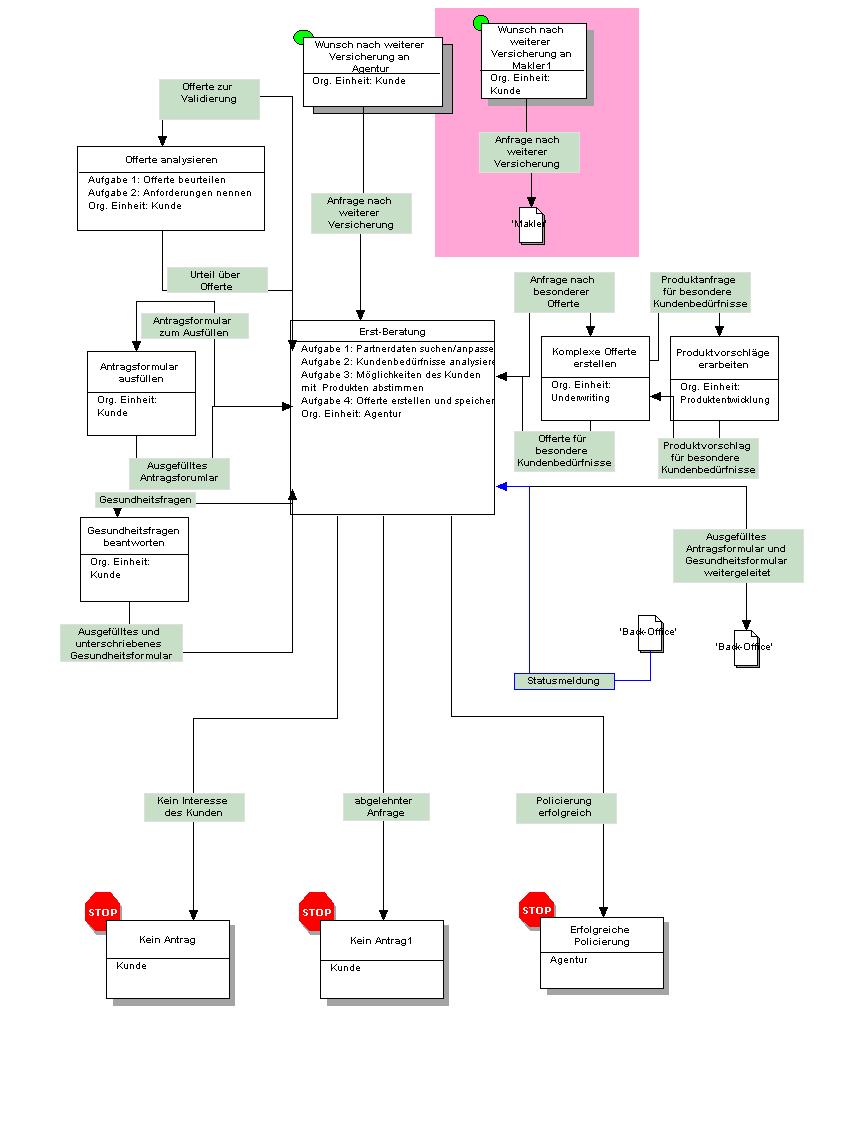 Wunsch nach weiterer
Versicherung an
Agentur
Org. Einheit: Kunde
Wunsch nach
weiterer
Versicherung an
Makler1
Org. Einheit:
Kunde
Offerte zur
Validierung
Anfrage nach
weiterer
Versicherung
Offerte analysieren
Aufgabe 1: Offerte beurteilen
Aufgabe 2: Anforderungen nennen
Org. Einheit: Kunde
Anfrage nach
weiterer
Versicherung
'Makler'
Urteil über
Offerte
Anfrage nach
besonderer
Offerte
Produktanfrage
für besondere
Kundenbedürfnisse
Antragsformular
zum Ausfüllen
Erst-Beratung
Aufgabe 1: Partnerdaten suchen/anpasse
Aufgabe 2: Kundenbedürfnisse analysiere
Aufgabe 3: Möglichkeiten des Kunden
mit Produkten abstimmen
Aufgabe 4: Offerte erstellen und speicher
Org. Einheit: Agentur
Komplexe Offerte
erstellen
Org. Einheit:
Underwriting
Produktvorschläge
erarbeiten
Org. Einheit:
Produktentwicklung
Antragsformular
ausfüllen
Org. Einheit:
Kunde
Offerte für
besondere
Kundenbedürfnisse
Produktvorschlag
für besondere
Kundenbedürfnisse
Ausgefülltes
Antragsforumlar
Gesundheitsfragen
Gesundheitsfragen
beantworten
Org. Einheit:
Kunde
Ausgefülltes
Antragsformular und
Gesundheitsformular
weitergeleitet
Ausgefülltes und
unterschriebenes
Gesundheitsformular
'Back-Office'
'Back-Office'
Statusmeldung
Kein Interesse
des Kunden
abgelehnter
Anfrage
Policierung
erfolgreich
STOP
Kein Antrag
Kunde
STOP
Kein Antrag1
Kunde
STOP
Erfolgreiche
Policierung
Agentur